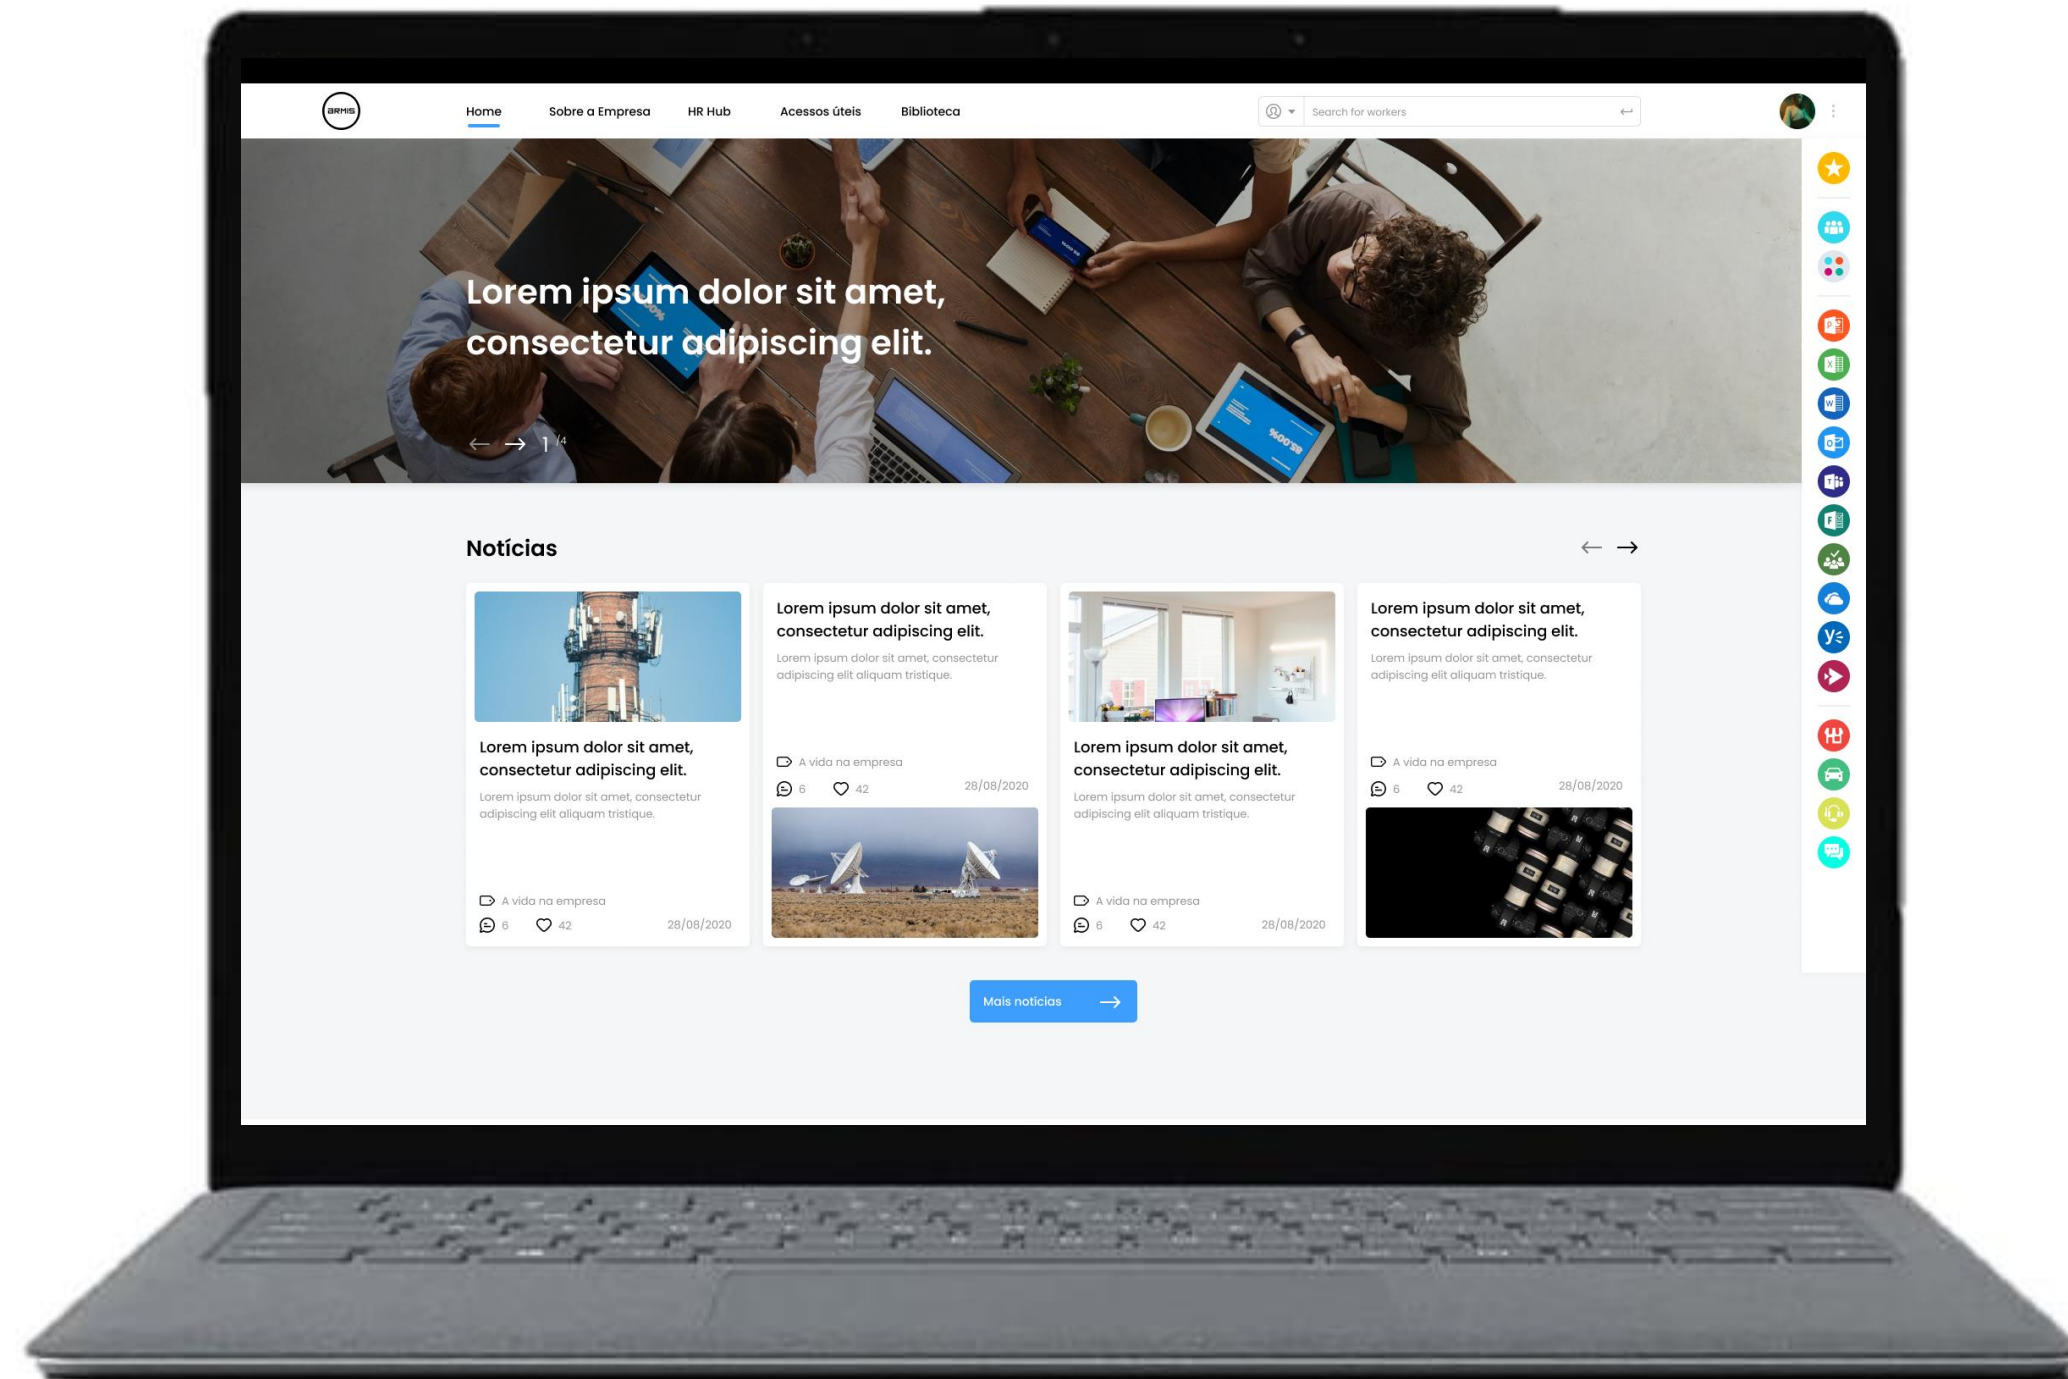 ARMIS
Home
Sobre a Empresa
HR Hub
Acessos úteis
Biblioteca
Search for workers
Lorem ipsum dolor sit amet,
consectetur adipiscing elit.
1 /4
Notícias
Lorem ipsum dolor sit amet,
consectetur adipiscing elit.
Lorem ipsum dolor sit amet, consectetur
adipiscing elit aliquam tristique.
A vida na empresa
6 42 28/08/2020
Lorem ipsum dolor sit amet,
consectetur adipiscing elit.
Lorem ipsum dolor sit amet, consectetur
adipiscing elit aliquam tristique.
A vida na empresa
6 42 28/08/2020
Lorem ipsum dolor sit amet,
consectetur adipiscing elit.
Lorem ipsum dolor sit amet, consectetur
adipiscing elit aliquam tristique.
A vida na empresa
6 42 28/08/2020
Lorem ipsum dolor sit amet,
consectetur adipiscing elit.
Lorem ipsum dolor sit amet, consectetur
adipiscing elit aliquam tristique.
A vida na empresa
6 42 28/08/2020
Mais notícias
85.00%